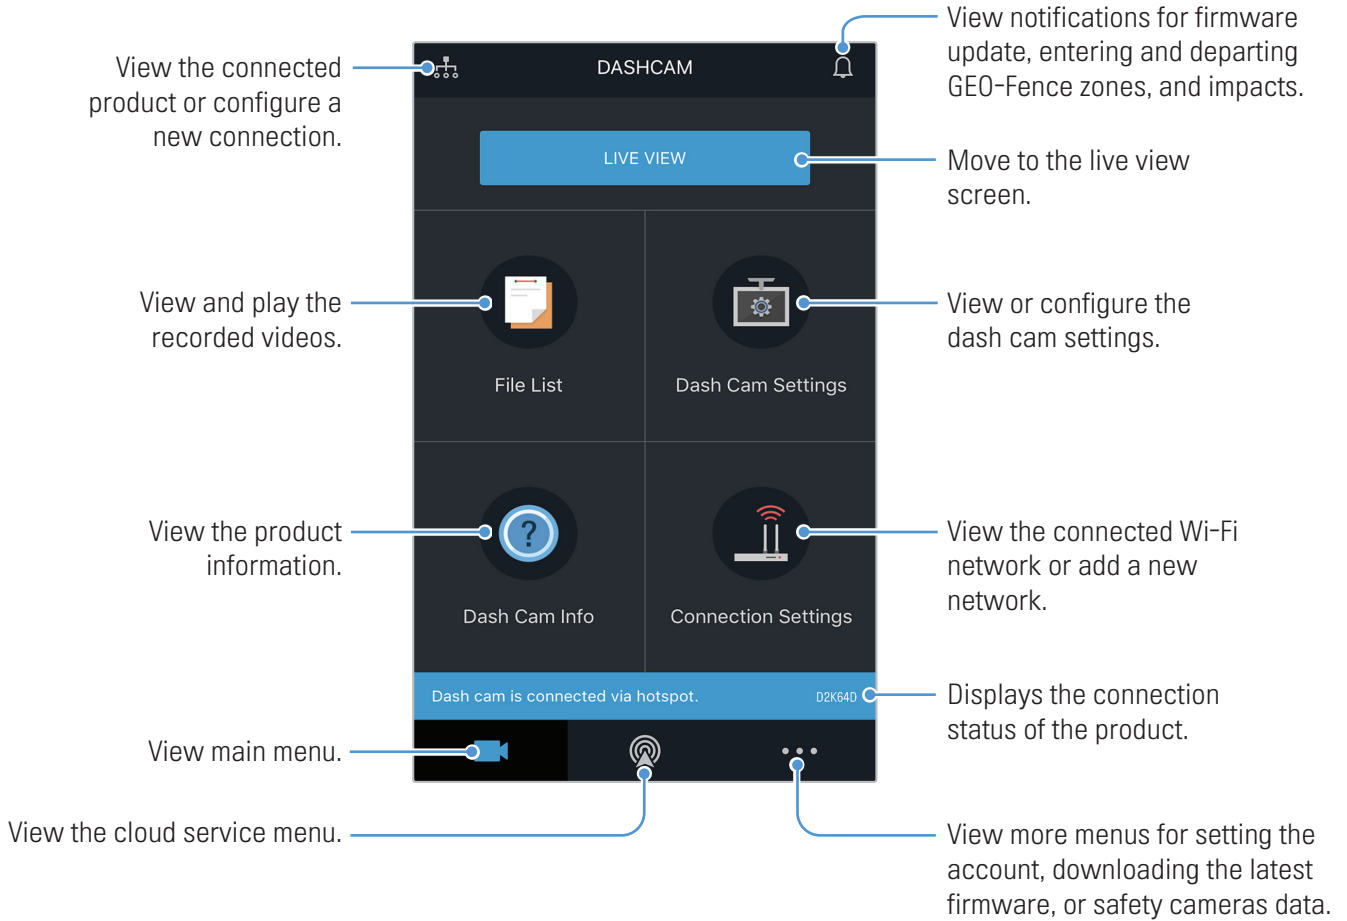 View notifications for firmware
update, entering and departing
GEO-Fence zones, and impacts.
View the connected
product or configure a
new connection.
DASHCAM
LIVE VIEW
Move to the live view
screen.
View and play the
recorded videos.
File List
Dash Cam Settings
View or configure the
dash cam settings.
View the product
information.
?
Dash Cam Info
Connection Settings
View the connected Wi-Fi
network or add a new
network.
Dash cam is connected via hotspot.
D2K64D
Displays the connection
status of the product.
View main menu.
View the cloud service menu.
View more menus for setting the
account, downloading the latest
firmware, or safety cameras data.